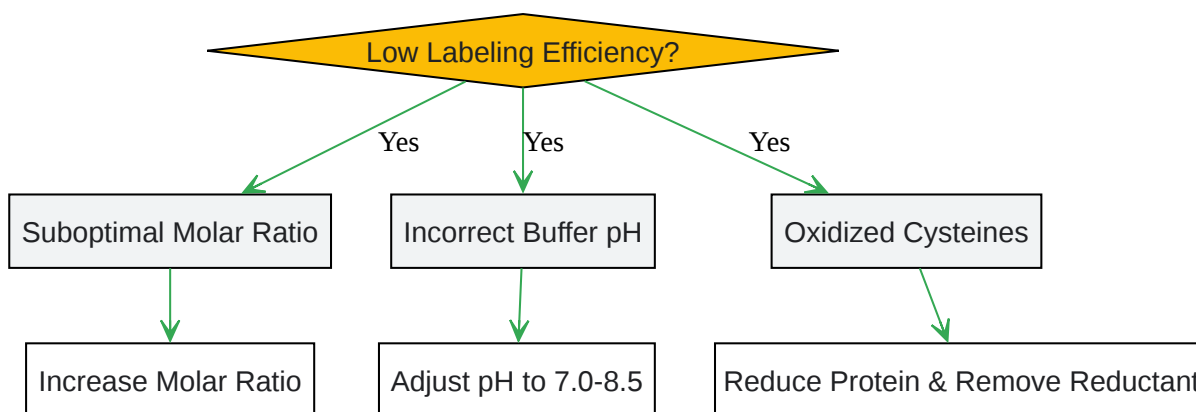 Low Labeling Efficiency?
Yes
Yes
Yes
Suboptimal Molar Ratio
Incorrect Buffer pH
Oxidized Cysteines
Increase Molar Ratio
Adjust pH to 7.0-8.5
Reduce Protein & Remove Reductant